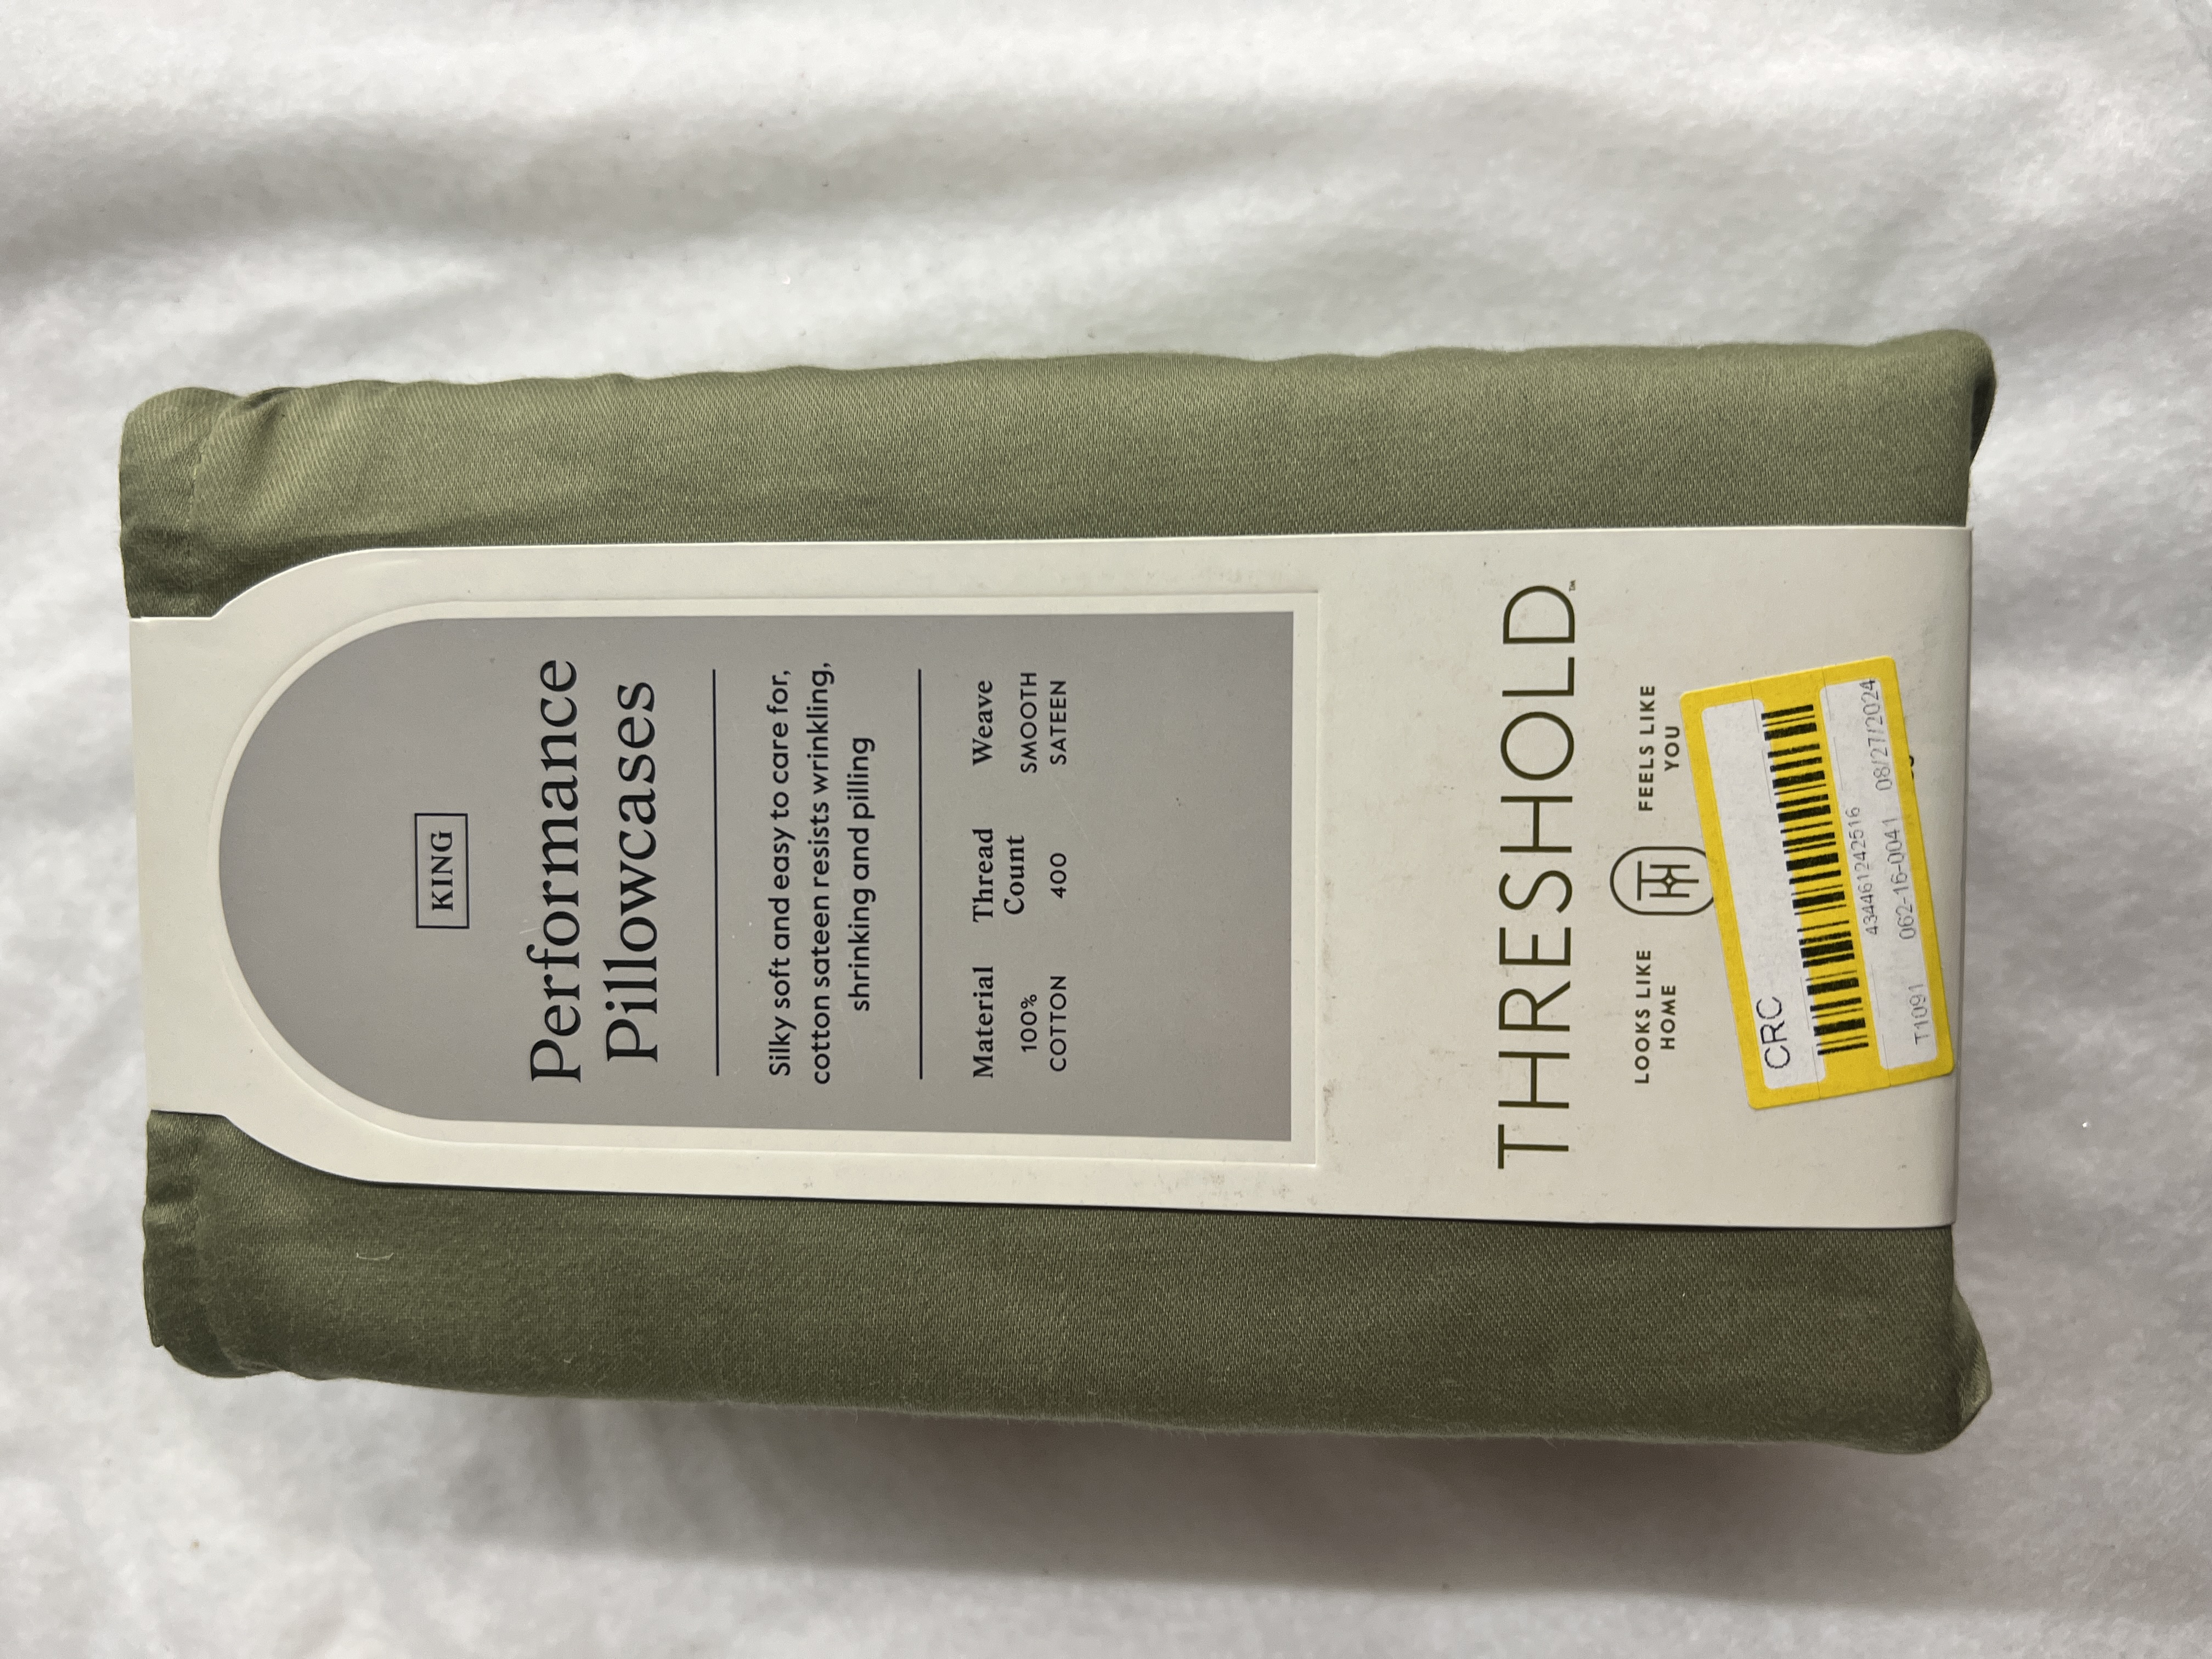 KING
Performance
Pillowcases
Silky soft and easy to care for,
cotton sateen resists wrinkling,
shrinking and pilling
Material
100%
COTTON
Thread
Count
400
Weave
SMOOTH
SATEEN
THRESHOLD™
LOOKS LIKE
HOME
FEELS LIKE
YOU
CRC
434461242516
062-16-0041 08/27/2024
T1091